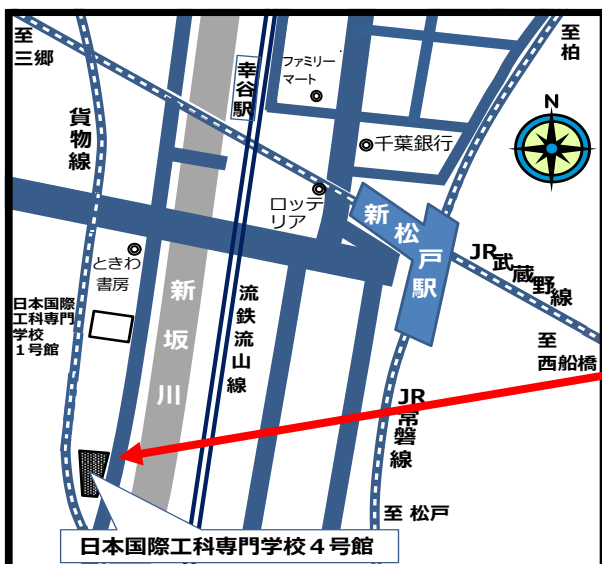 至
三郷
貨物線
幸谷駅
ファミリー
マート
千葉銀行
至
柏
N
ロッテ
リア
新松戸駅
JR武蔵野線
至
西船橋
ときわ
書房
日本国際
工科専門
学校
１号館
新坂川
流鉄流山線
JR常磐線
至 松戸
日本国際工科専門学校４号館